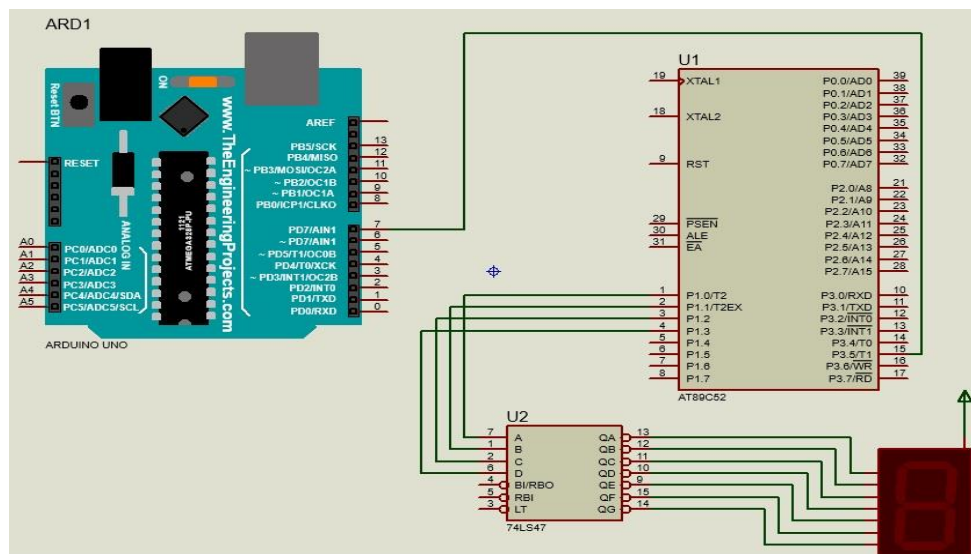 ARD1
ON
Reset BTN
RESET
ANALOG IN
1121
ATMEGA328P-PU
www.TheEngineeringProjects.com
AREF
PB5/SCK 13
PB4/MISO 12
~ PB3/MOSI/OC2A 11
~ PB2/OC1B 10
~ PB1/OC1A 9
PB0/ICP1/CLKO 8
PD7/AIN1 7
~ PD7/AIN1 6
~ PD5/T1/OC0B 5
PD4/T0/XCK 4
~ PD3/INT1/OC2B 3
PD2/INT0 2
PD1/TXD 1
PD0/RXD 0
A0 PC0/ADC0
A1 PC1/ADC1
A2 PC2/ADC2
A3 PC3/ADC3
A4 PC4/ADC4/SDA
A5 PC5/ADC5/SCL
ARDUINO UNO
U1
19 XTAL1 P0.0/AD0 39
P0.1/AD1 38
P0.2/AD2 37
18 XTAL2 P0.3/AD3 36
P0.4/AD4 35
P0.5/AD5 34
P0.6/AD6 33
9 RST P0.7/AD7 32
P2.0/A8 21
P2.1/A9 22
P2.2/A10 23
29 PSEN P2.3/A11 24
30 ALE P2.4/A12 25
31 EA P2.5/A13 26
P2.6/A14 27
P2.7/A15 28
1 P1.0/T2 P3.0/RXD 10
2 P1.1/T2EX P3.1/TXD 11
3 P1.2 P3.2/INT0 12
4 P1.3 P3.3/INT1 13
5 P1.4 P3.4/T0 14
6 P1.5 P3.5/T1 15
7 P1.6 P3.6/WR 16
8 P1.7 P3.7/RD 17
AT89C52
U2
7 A QA 13
1 B QB 12
2 C QC 11
6 D QD 10
4 BI/RBO QE 9
5 RBI QF 15
3 LT QG 14
74LS47